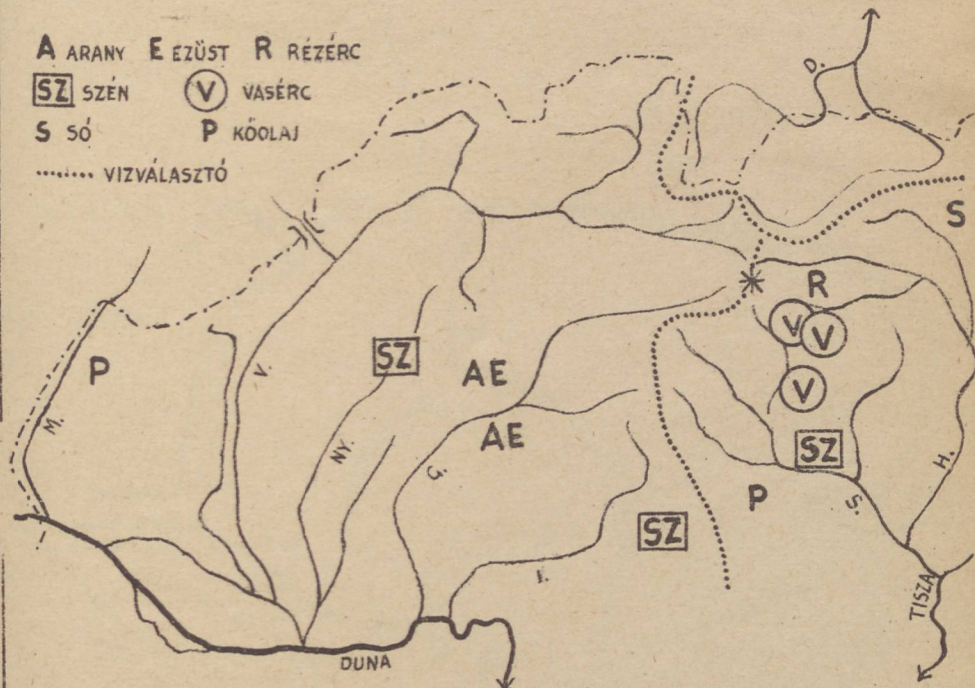 A ARANY E EZÜST R RÉZÉRC
SZ SZÉN V VASÉRC
S SÓ P KŐOLAJ
VIZVÁLASZTÓ
D.
S
R
V V
P
V.
SZ
AE
V
M.
AE
NY.
G.
SZ
H.
P
S.
SZ
I.
TISZA
DUNA